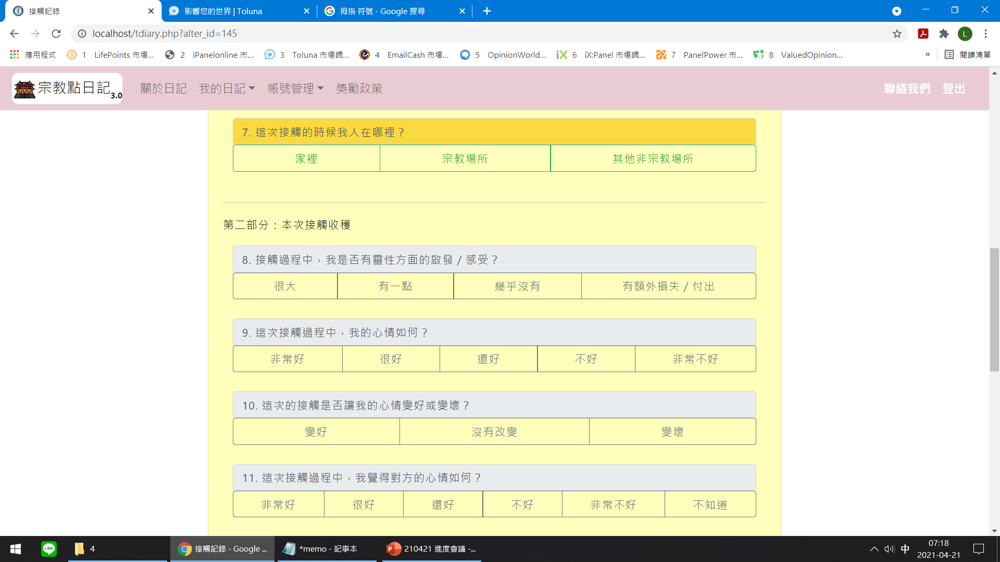 接觸記錄
影響您的世界 | Toluna
拇指 符號 - Google 搜尋
localhost/tdiary.php?alter_id=145
L
應用程式
1 LifePoints 市場...
2 iPanelonline 市...
3 Toluna 市場調...
4 EmailCash 市場...
5 OpinionWorld...
6 iX:Panel 市場調...
7 PanelPower 市...
8 ValuedOpinion...
»
閱讀清單
宗教點日記 3.0
關於日記
我的日記
帳號管理
獎勵政策
聯絡我們
登出
7. 這次接觸的時候我人在哪裡？
家裡
宗教場所
其他非宗教場所
第二部分：本次接觸收穫
8. 接觸過程中，我是否有靈性方面的啟發 / 感受？
很大
有一點
幾乎沒有
有額外損失 / 付出
9. 這次接觸過程中，我的心情如何？
非常好
很好
還好
不好
非常不好
10. 這次的接觸是否讓我的心情變好或變壞？
變好
沒有改變
變壞
11. 這次接觸過程中，我覺得對方的心情如何？
非常好
很好
還好
不好
非常不好
不知道
LINE
4
接觸記錄 - Google ...
*memo - 記事本
210421 進度會議 -...
中
07:18
2021-04-21